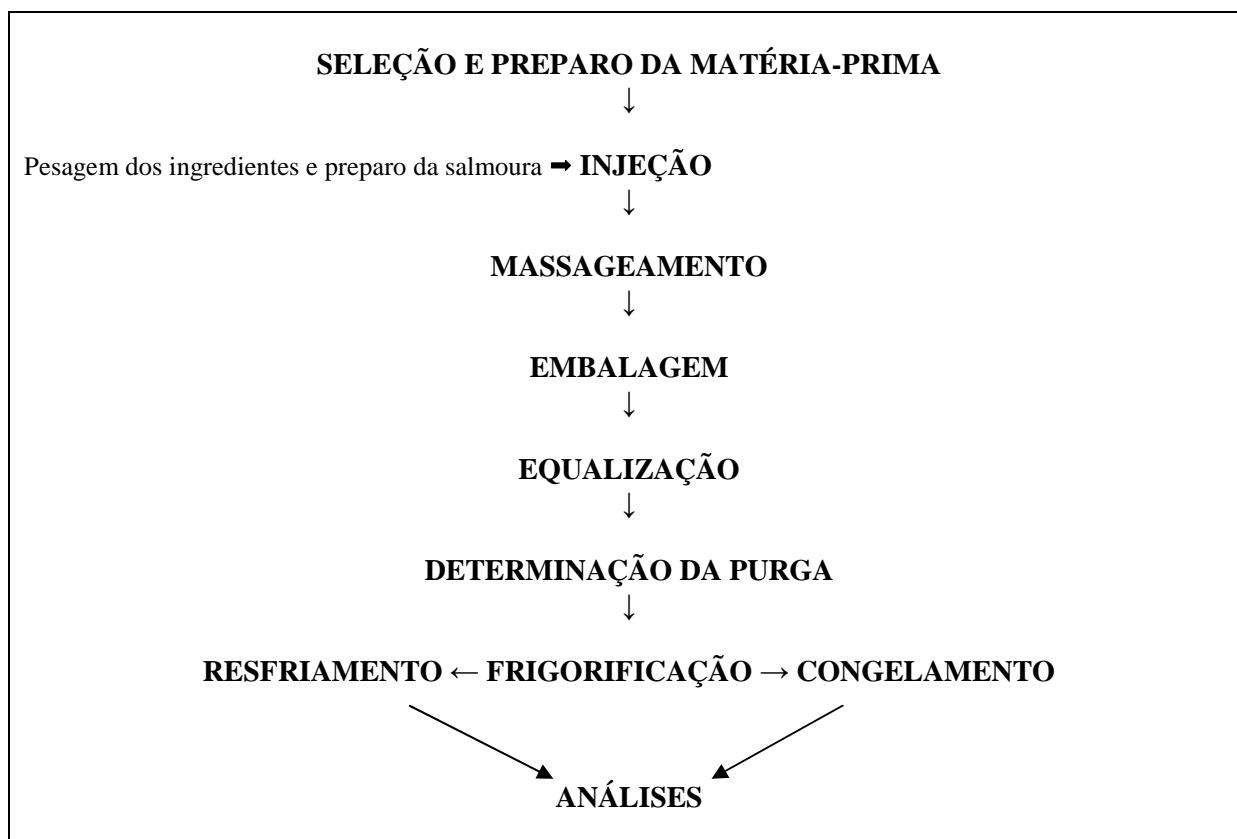 SELEÇÃO E PREPARO DA MATÉRIA-PRIMA
↓
Pesagem dos ingredientes e preparo da salmoura ➡ INJEÇÃO
↓
MASSAGEAMENTO
↓
EMBALAGEM
↓
EQUALIZAÇÃO
↓
DETERMINAÇÃO DA PURGA
↓
RESFRIAMENTO ← FRIGORIFICAÇÃO → CONGELAMENTO
ANÁLISES